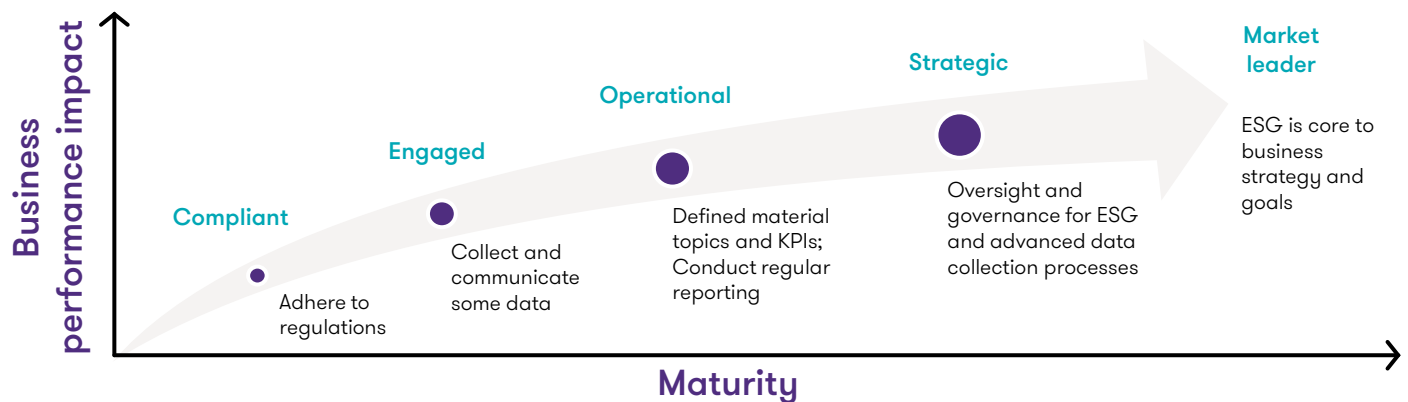 Business
performance impact
Compliant
Adhere to
regulations
Engaged
Collect and
communicate
some data
Operational
Defined material
topics and KPIs;
Conduct regular
reporting
Strategic
Oversight and
governance for ESG
and advanced data
collection processes
Market
leader
ESG is core to
business
strategy and
goals
Maturity